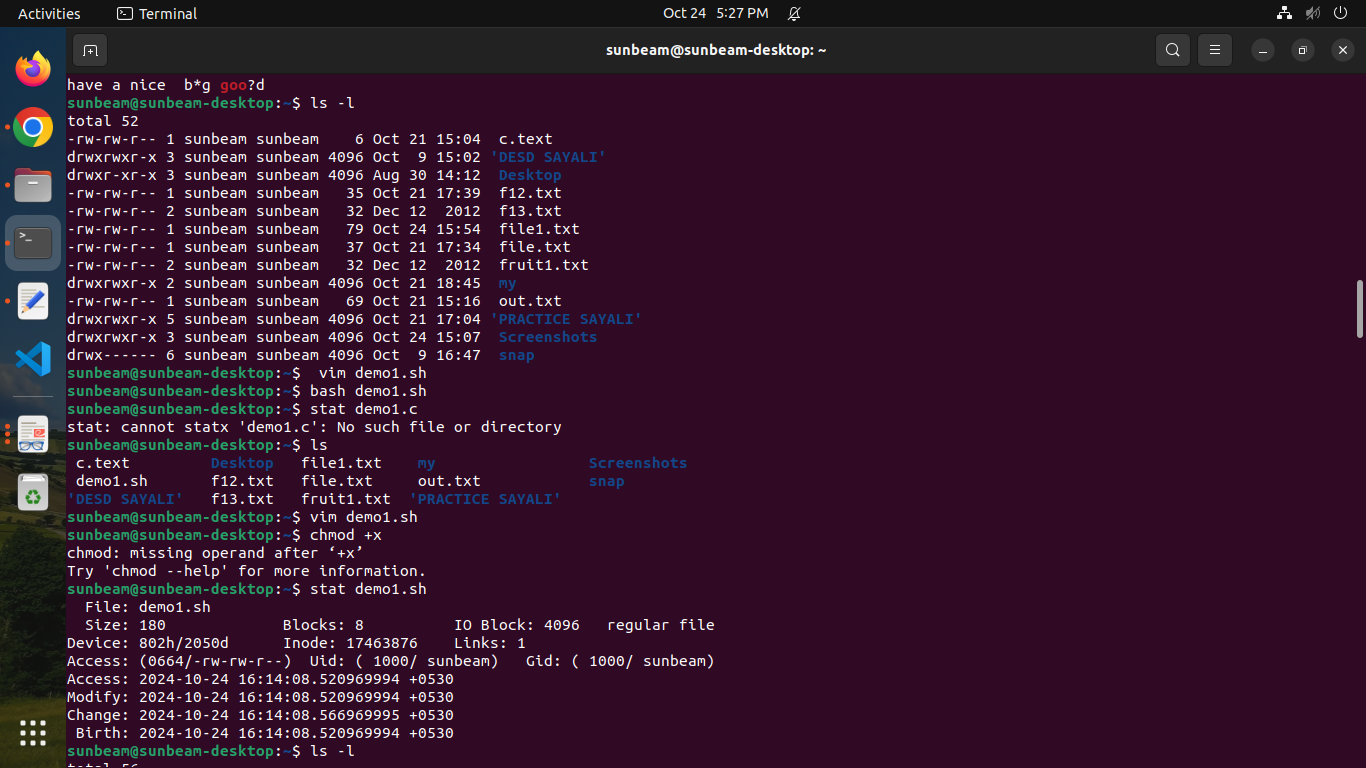 Activities Terminal Oct 24 5:27 PM
sunbeam@sunbeam-desktop: ~
have a nice  b*g goo?d
sunbeam@sunbeam-desktop:~$ ls -l
total 52
-rw-rw-r-- 1 sunbeam sunbeam    6 Oct 21 15:04  c.text
drwxrwxr-x 3 sunbeam sunbeam 4096 Oct  9 15:02 'DESD SAYALI'
drwxr-xr-x 3 sunbeam sunbeam 4096 Aug 30 14:12  Desktop
-rw-rw-r-- 1 sunbeam sunbeam   35 Oct 21 17:39  f12.txt
-rw-rw-r-- 2 sunbeam sunbeam   32 Dec 12  2012  f13.txt
-rw-rw-r-- 1 sunbeam sunbeam   79 Oct 24 15:54  file1.txt
-rw-rw-r-- 1 sunbeam sunbeam   37 Oct 21 17:34  file.txt
-rw-rw-r-- 2 sunbeam sunbeam   32 Dec 12  2012  fruit1.txt
drwxrwxr-x 2 sunbeam sunbeam 4096 Oct 21 18:45  my
-rw-rw-r-- 1 sunbeam sunbeam   69 Oct 21 15:16  out.txt
drwxrwxr-x 5 sunbeam sunbeam 4096 Oct 21 17:04 'PRACTICE SAYALI'
drwxrwxr-x 3 sunbeam sunbeam 4096 Oct 24 15:07  Screenshots
drwx------ 6 sunbeam sunbeam 4096 Oct  9 16:47  snap
sunbeam@sunbeam-desktop:~$  vim demo1.sh
sunbeam@sunbeam-desktop:~$ bash demo1.sh
sunbeam@sunbeam-desktop:~$ stat demo1.c
stat: cannot statx 'demo1.c': No such file or directory
sunbeam@sunbeam-desktop:~$ ls
 c.text         Desktop   file1.txt    my                 Screenshots
 demo1.sh       f12.txt   file.txt     out.txt            snap
'DESD SAYALI'   f13.txt   fruit1.txt  'PRACTICE SAYALI'
sunbeam@sunbeam-desktop:~$ vim demo1.sh
sunbeam@sunbeam-desktop:~$ chmod +x
chmod: missing operand after ‘+x’
Try 'chmod --help' for more information.
sunbeam@sunbeam-desktop:~$ stat demo1.sh
  File: demo1.sh
  Size: 180             Blocks: 8          IO Block: 4096   regular file
Device: 802h/2050d      Inode: 17463876    Links: 1
Access: (0664/-rw-rw-r--)  Uid: ( 1000/ sunbeam)   Gid: ( 1000/ sunbeam)
Access: 2024-10-24 16:14:08.520969994 +0530
Modify: 2024-10-24 16:14:08.520969994 +0530
Change: 2024-10-24 16:14:08.566969995 +0530
 Birth: 2024-10-24 16:14:08.520969994 +0530
sunbeam@sunbeam-desktop:~$ ls -l
total 56